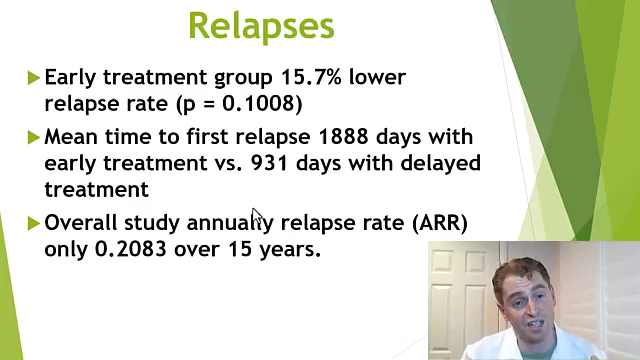 Relapses
Early treatment group 15.7% lower
relapse rate (p = 0.1008)
Mean time to first relapse 1888 days with
early treatment vs. 931 days with delayed
treatment
Overall study annually relapse rate (ARR)
only 0.2083 over 15 years.